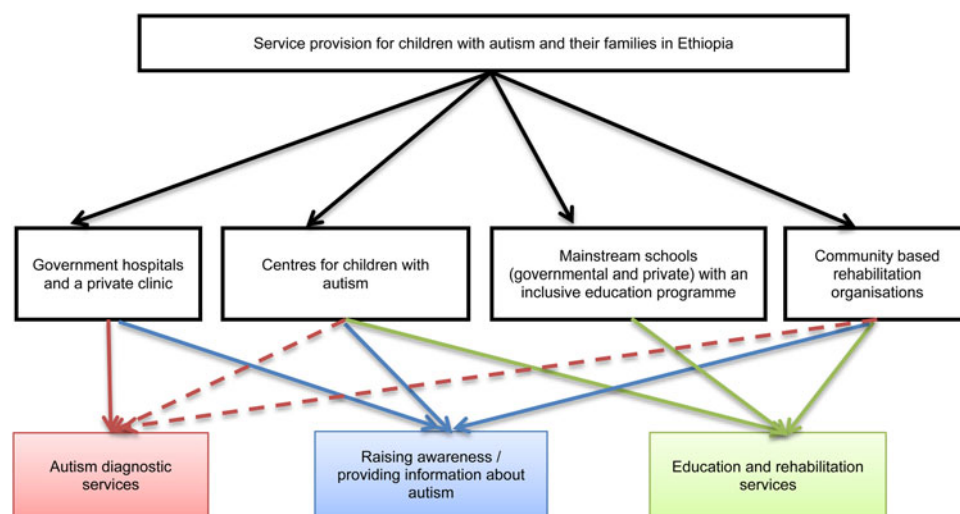 Service provision for children with autism and their families in Ethiopia
Government hospitals
and a private clinic
Centres for children with
autism
Mainstream schools
(governmental and private) with an
inclusive education programme
Community based
rehabilitation
organisations
Autism diagnostic
services
Raising awareness /
providing information about
autism
Education and rehabilitation
services